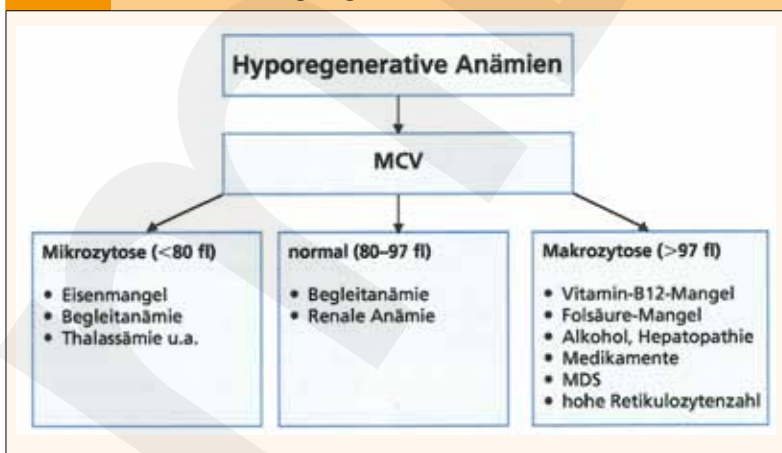 Hyporegenerative Anämien
MCV
Mikrozytose (<80 fl)
• Eisenmangel
• Begleitanämie
• Thalassämie u.a.
normal (80–97 fl)
• Begleitanämie
• Renale Anämie
Makrozytose (>97 fl)
• Vitamin-B12-Mangel
• Folsäure-Mangel
• Alkohol, Hepatopathie
• Medikamente
• MDS
• hohe Retikulozytenzahl